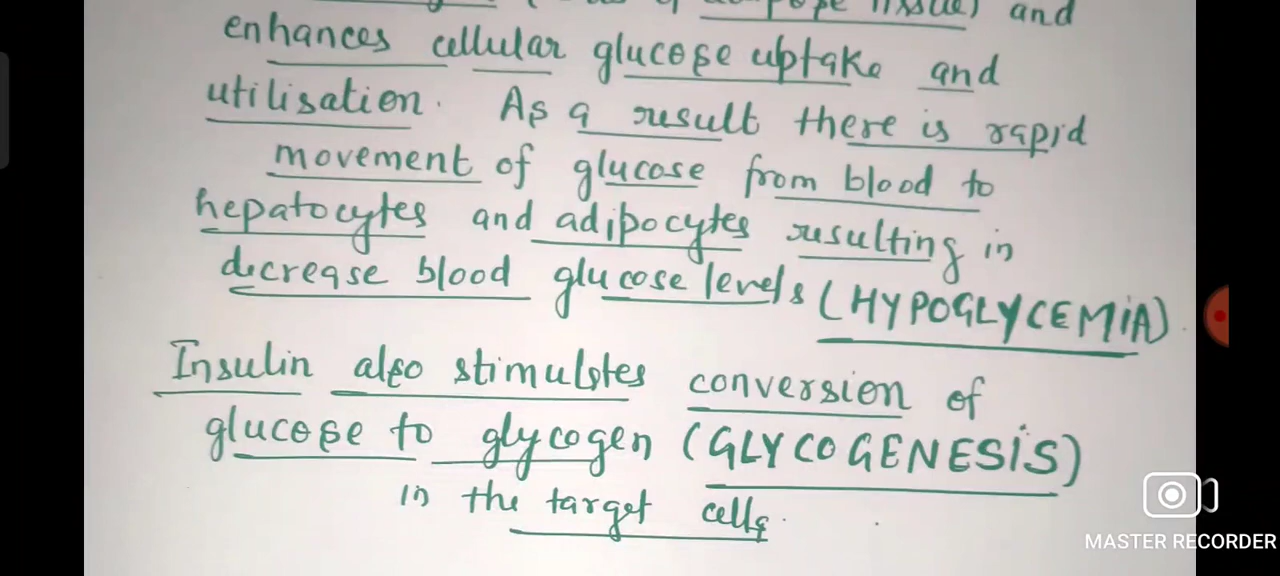 tissue) and
enhances cellular glucose uptake and
utilisation. As a result there is rapid
movement of glucose from blood to
hepatocytes and adipocytes resulting in
decrease blood glucose levels (HYPOGLYCEMIA).
Insulin also stimulates conversion of
glucose to glycogen (GLYCOGENESIS)
in the target cells.
MASTER RECORDER